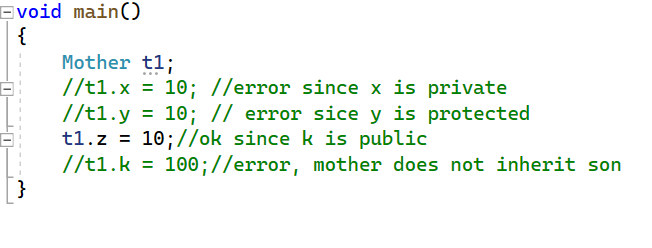 void main()
{
Mother t1;
//t1.x = 10; //error since x is private
//t1.y = 10; // error sice y is protected
t1.z = 10;//ok since k is public
//t1.k = 100;//error, mother does not inherit son
}